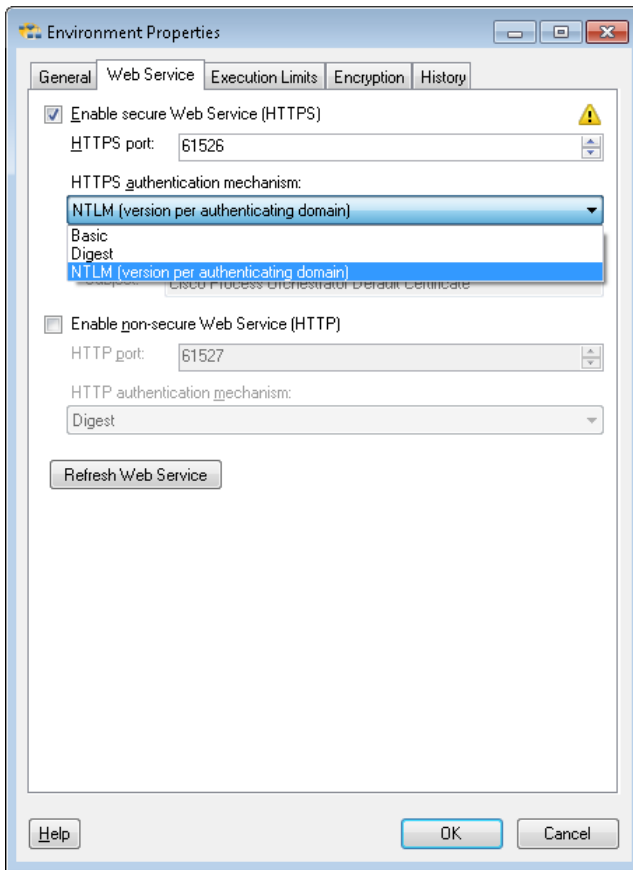 Environment Properties
General Web Service Execution Limits Encryption History
Enable secure Web Service (HTTPS)
HTTPS port: 61526
HTTPS authentication mechanism:
NTLM (version per authenticating domain)
Basic
Digest
NTLM (version per authenticating domain)
Subject: Cisco Process Orchestrator Default Certificate
Enable non-secure Web Service (HTTP)
HTTP port: 61527
HTTP authentication mechanism:
Digest
Refresh Web Service
Help OK Cancel